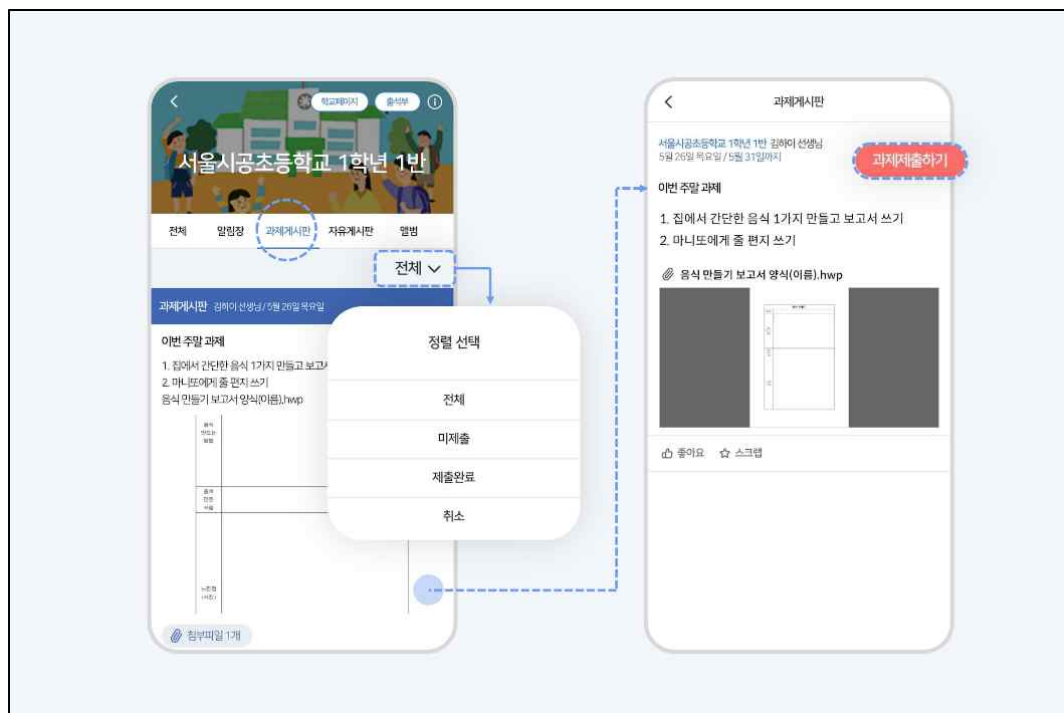 학교페이지
출석부
서울시공초등학교 1학년 1반
전체 알림장 과제게시판 자유게시판 앨범
전체
과제게시판 김하이 선생님 / 5월 26일 목요일
이번 주말 과제
1. 집에서 간단한 음식 1가지 만들고 보고서
2. 마니또에게 줄 편지 쓰기
음식 만들기 보고서 양식(이름).hwp
첨부파일 1개
정렬 선택
전체
미제출
제출완료
취소
과제게시판
서울시공초등학교 1학년 1반 김하이 선생님
5월 26일 목요일 / 5월 31일까지
과제제출하기
이번 주말 과제
1. 집에서 간단한 음식 1가지 만들고 보고서 쓰기
2. 마니또에게 줄 편지 쓰기
음식 만들기 보고서 양식(이름).hwp
좋아요 스크랩